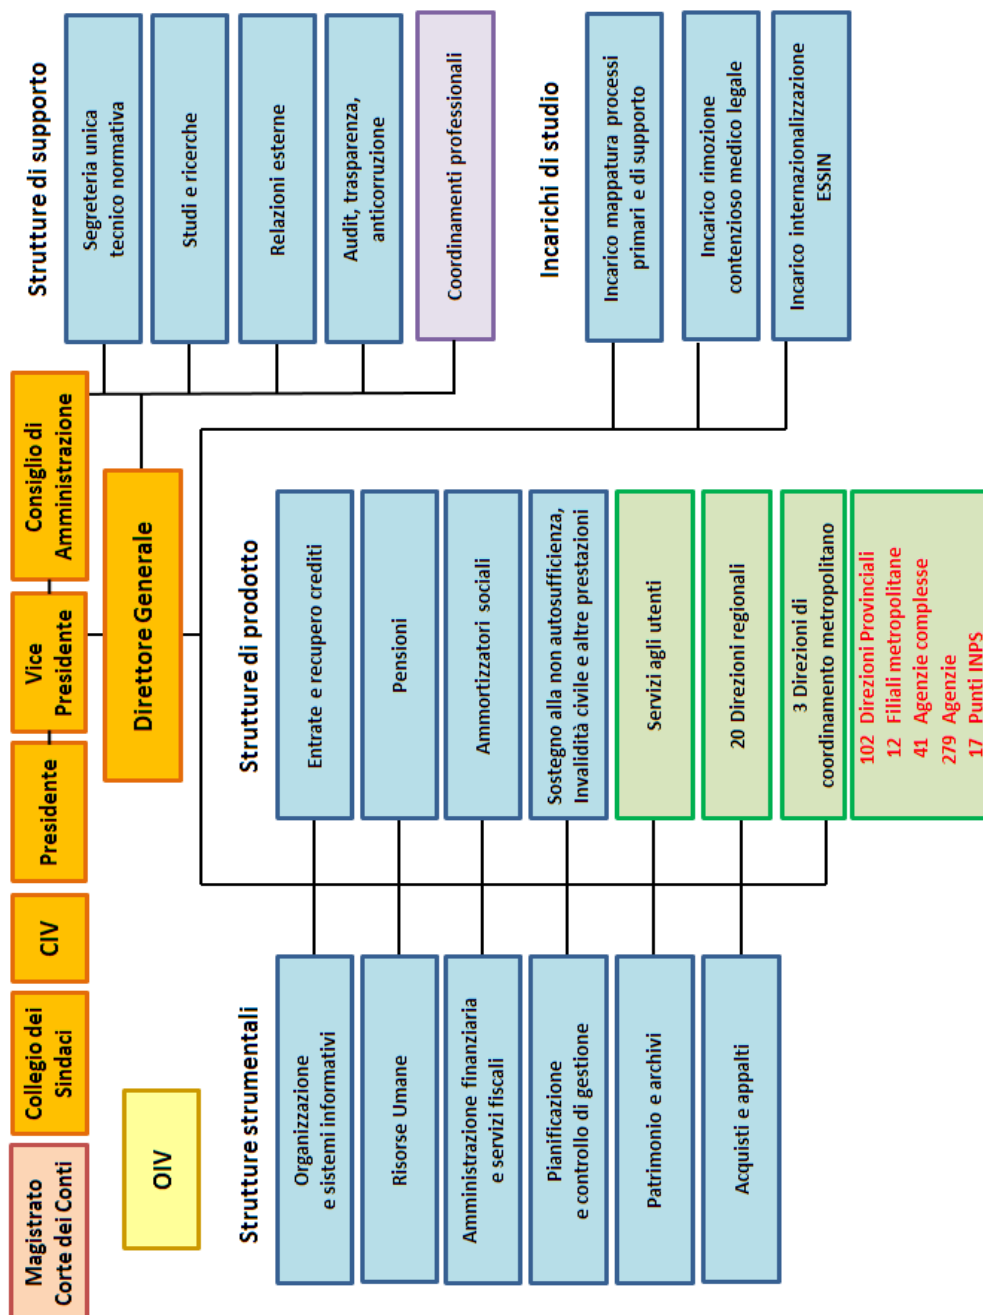 Magistrato
Corte dei Conti
Collegio dei
Sindaci
CIV
Presidente
Vice
Presidente
Consiglio di
Amministrazione
OIV
Direttore Generale
Strutture di supporto
Segreteria unica
tecnico normativa
Studi e ricerche
Relazioni esterne
Audit, trasparenza,
anticorruzione
Coordinamenti professionali
Strutture strumentali
Organizzazione
e sistemi informativi
Risorse Umane
Amministrazione finanziaria
e servizi fiscali
Pianificazione
e controllo di gestione
Patrimonio e archivi
Acquisti e appalti
Strutture di prodotto
Entrate e recupero crediti
Pensioni
Ammortizzatori sociali
Sostegno alla non autosufficienza,
Invalidità civile e altre prestazioni
Servizi agli utenti
20 Direzioni regionali
3 Direzioni di
coordinamento metropolitano
102 Direzioni Provinciali
12 Filiali metropolitane
41 Agenzie complesse
279 Agenzie
17 Punti INPS
Incarichi di studio
Incarico mappatura processi
primari e di supporto
Incarico rimozione
contenzioso medico legale
Incarico internazionalizzazione
ESSIN